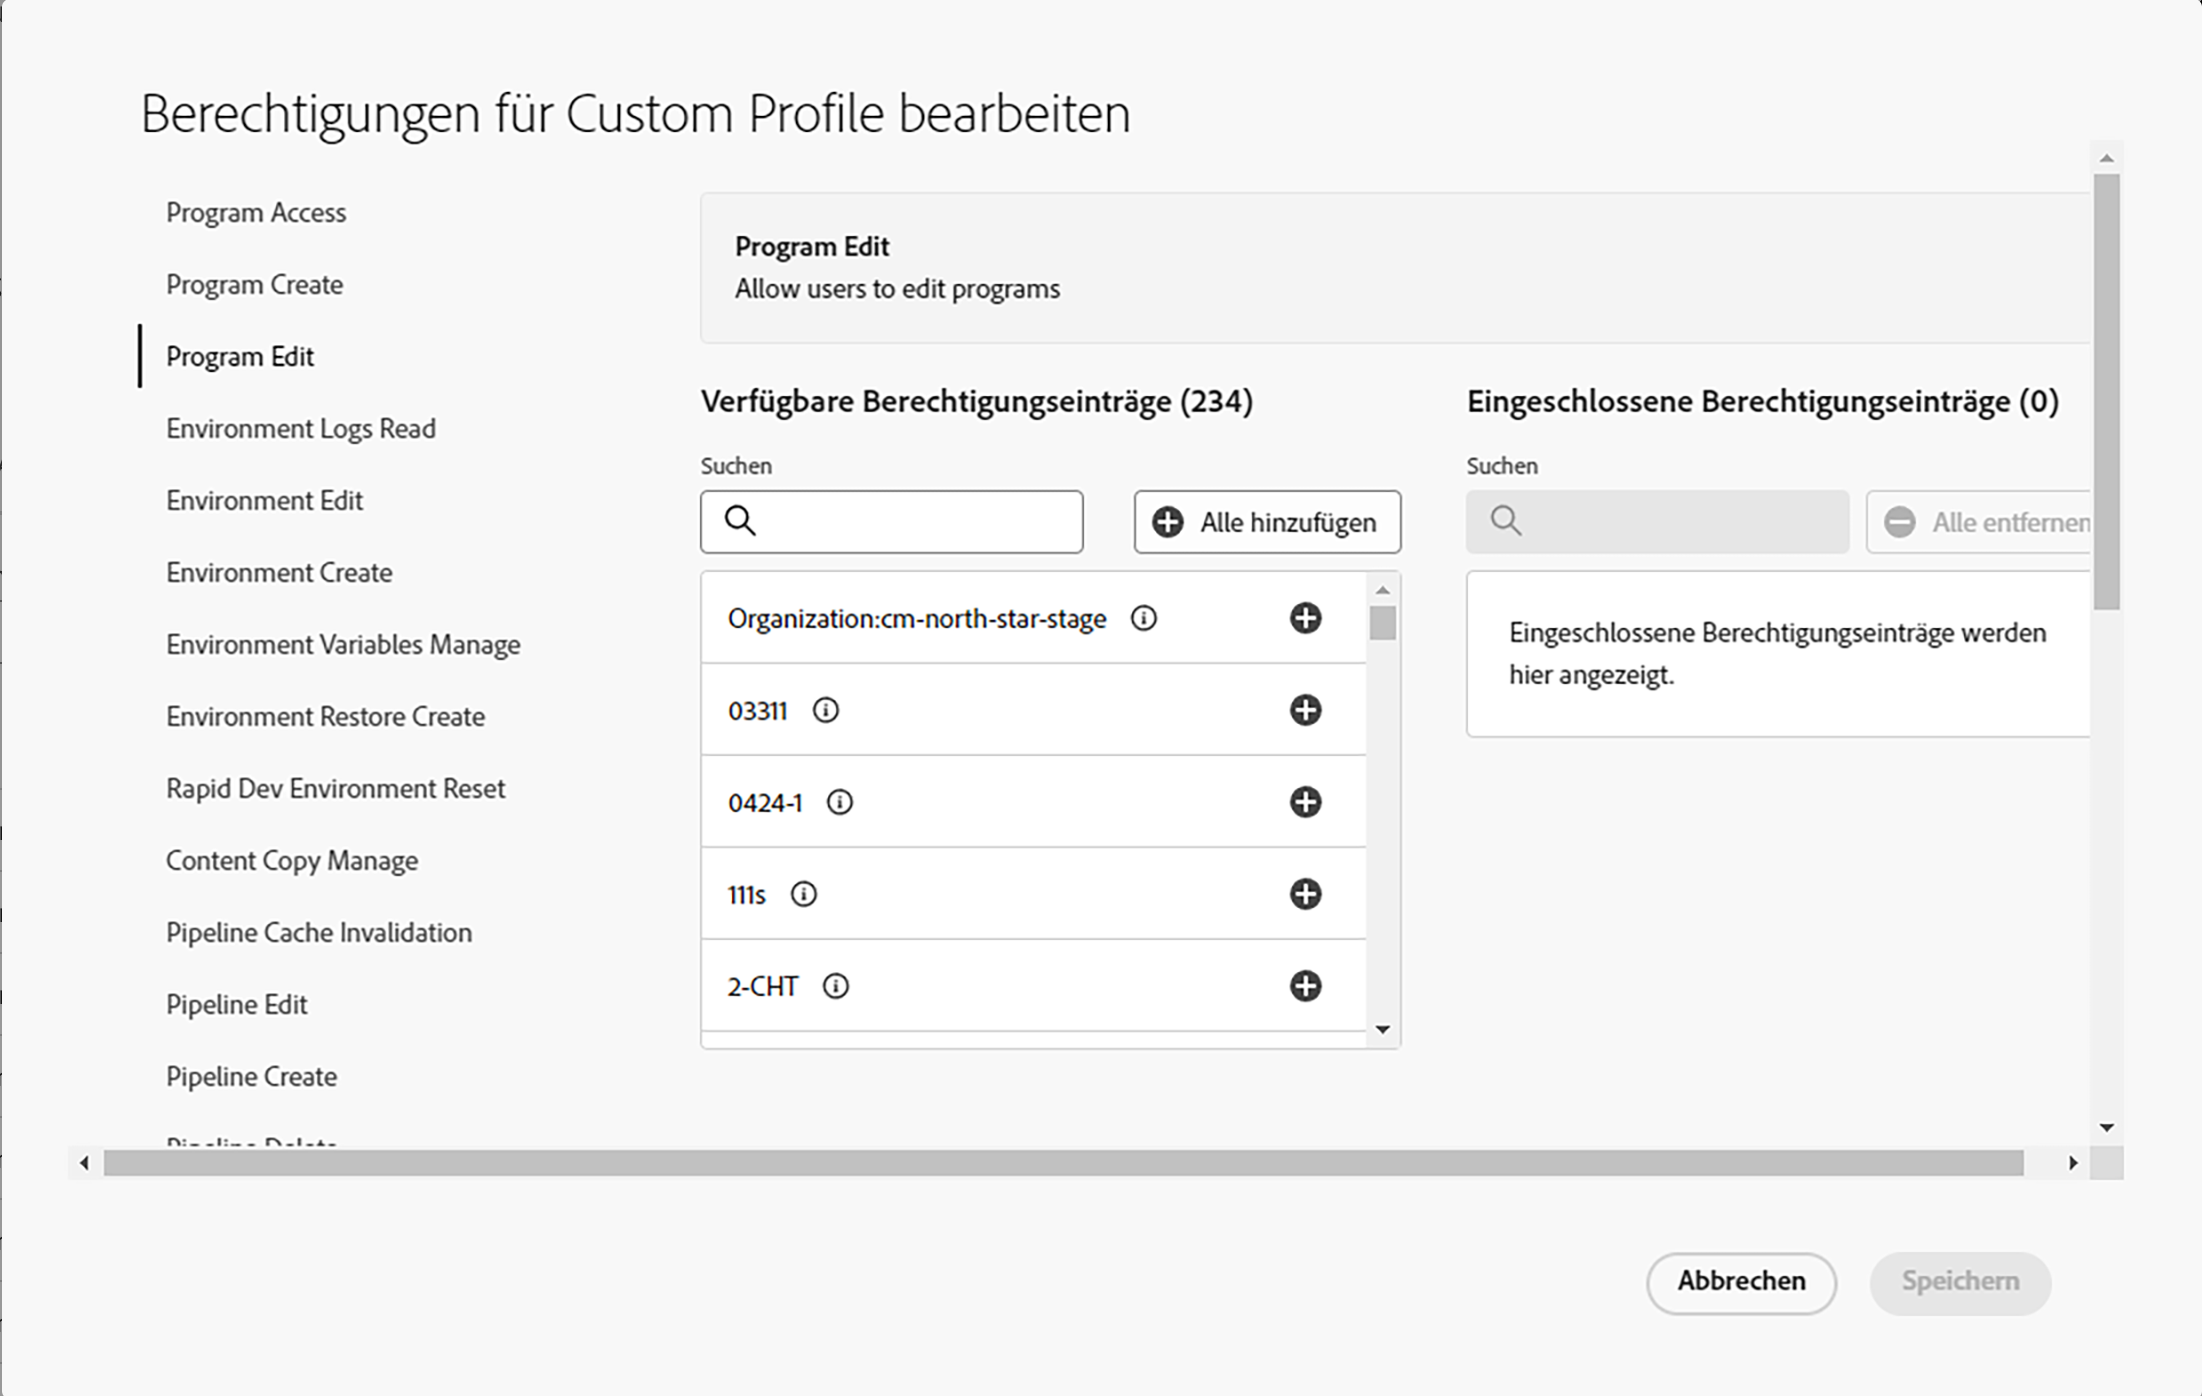 Berechtigungen für Custom Profile bearbeiten
Program Access
Program Create
Program Edit
Environment Logs Read
Environment Edit
Environment Create
Environment Variables Manage
Environment Restore Create
Rapid Dev Environment Reset
Content Copy Manage
Pipeline Cache Invalidation
Pipeline Edit
Pipeline Create
Pipeline Delete
Program Edit
Allow users to edit programs
Verfügbare Berechtigungseinträge (234)
Suchen
Alle hinzufügen
Organization:cm-north-star-stage
03311
0424-1
111s
2-CHT
Eingeschlossene Berechtigungseinträge (0)
Suchen
Alle entfernen
Eingeschlossene Berechtigungseinträge werden
hier angezeigt.
Abbrechen
Speichern